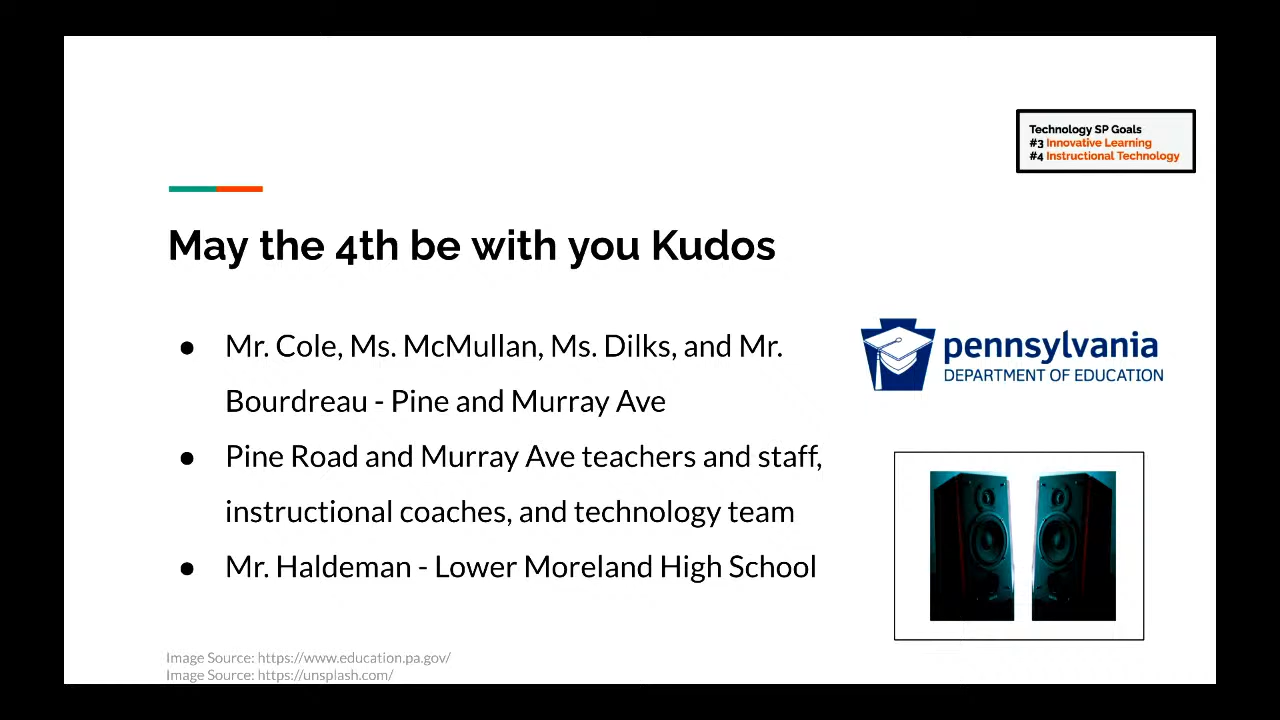 Technology SP Goals
#3 Innovative Learning
#4 Instructional Technology
May the 4th be with you Kudos
● Mr. Cole, Ms. McMullan, Ms. Dilks, and Mr.
Bourdreau - Pine and Murray Ave
● Pine Road and Murray Ave teachers and staff,
instructional coaches, and technology team
● Mr. Haldeman - Lower Moreland High School
pennsylvania
DEPARTMENT OF EDUCATION
Image Source: https://www.education.pa.gov/
Image Source: https://unsplash.com/